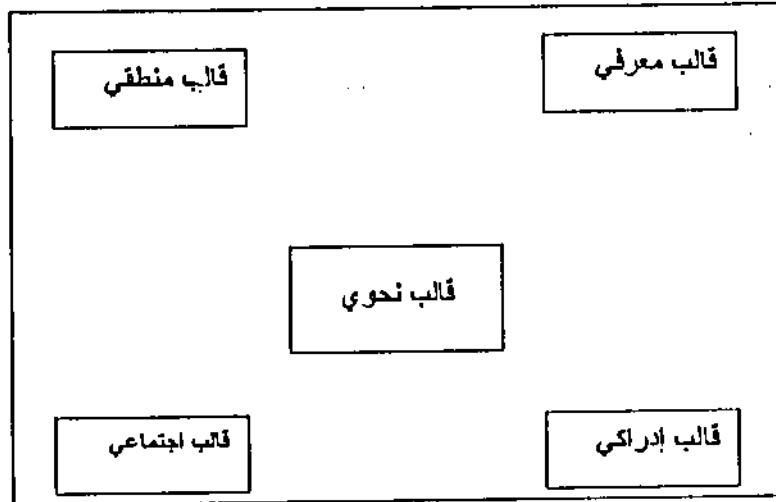 قالب معرفي
قالب منطقي
قالب نحوي
قالب إدراكي
قالب اجتماعي